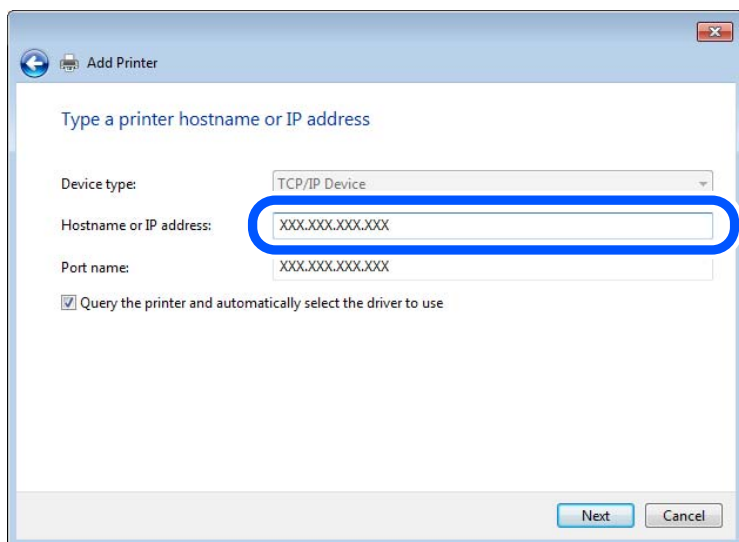 Add Printer
Type a printer hostname or IP address
Device type: TCP/IP Device
Hostname or IP address: XXX.XXX.XXX.XXX
Port name: XXX.XXX.XXX.XXX
Query the printer and automatically select the driver to use
Next Cancel